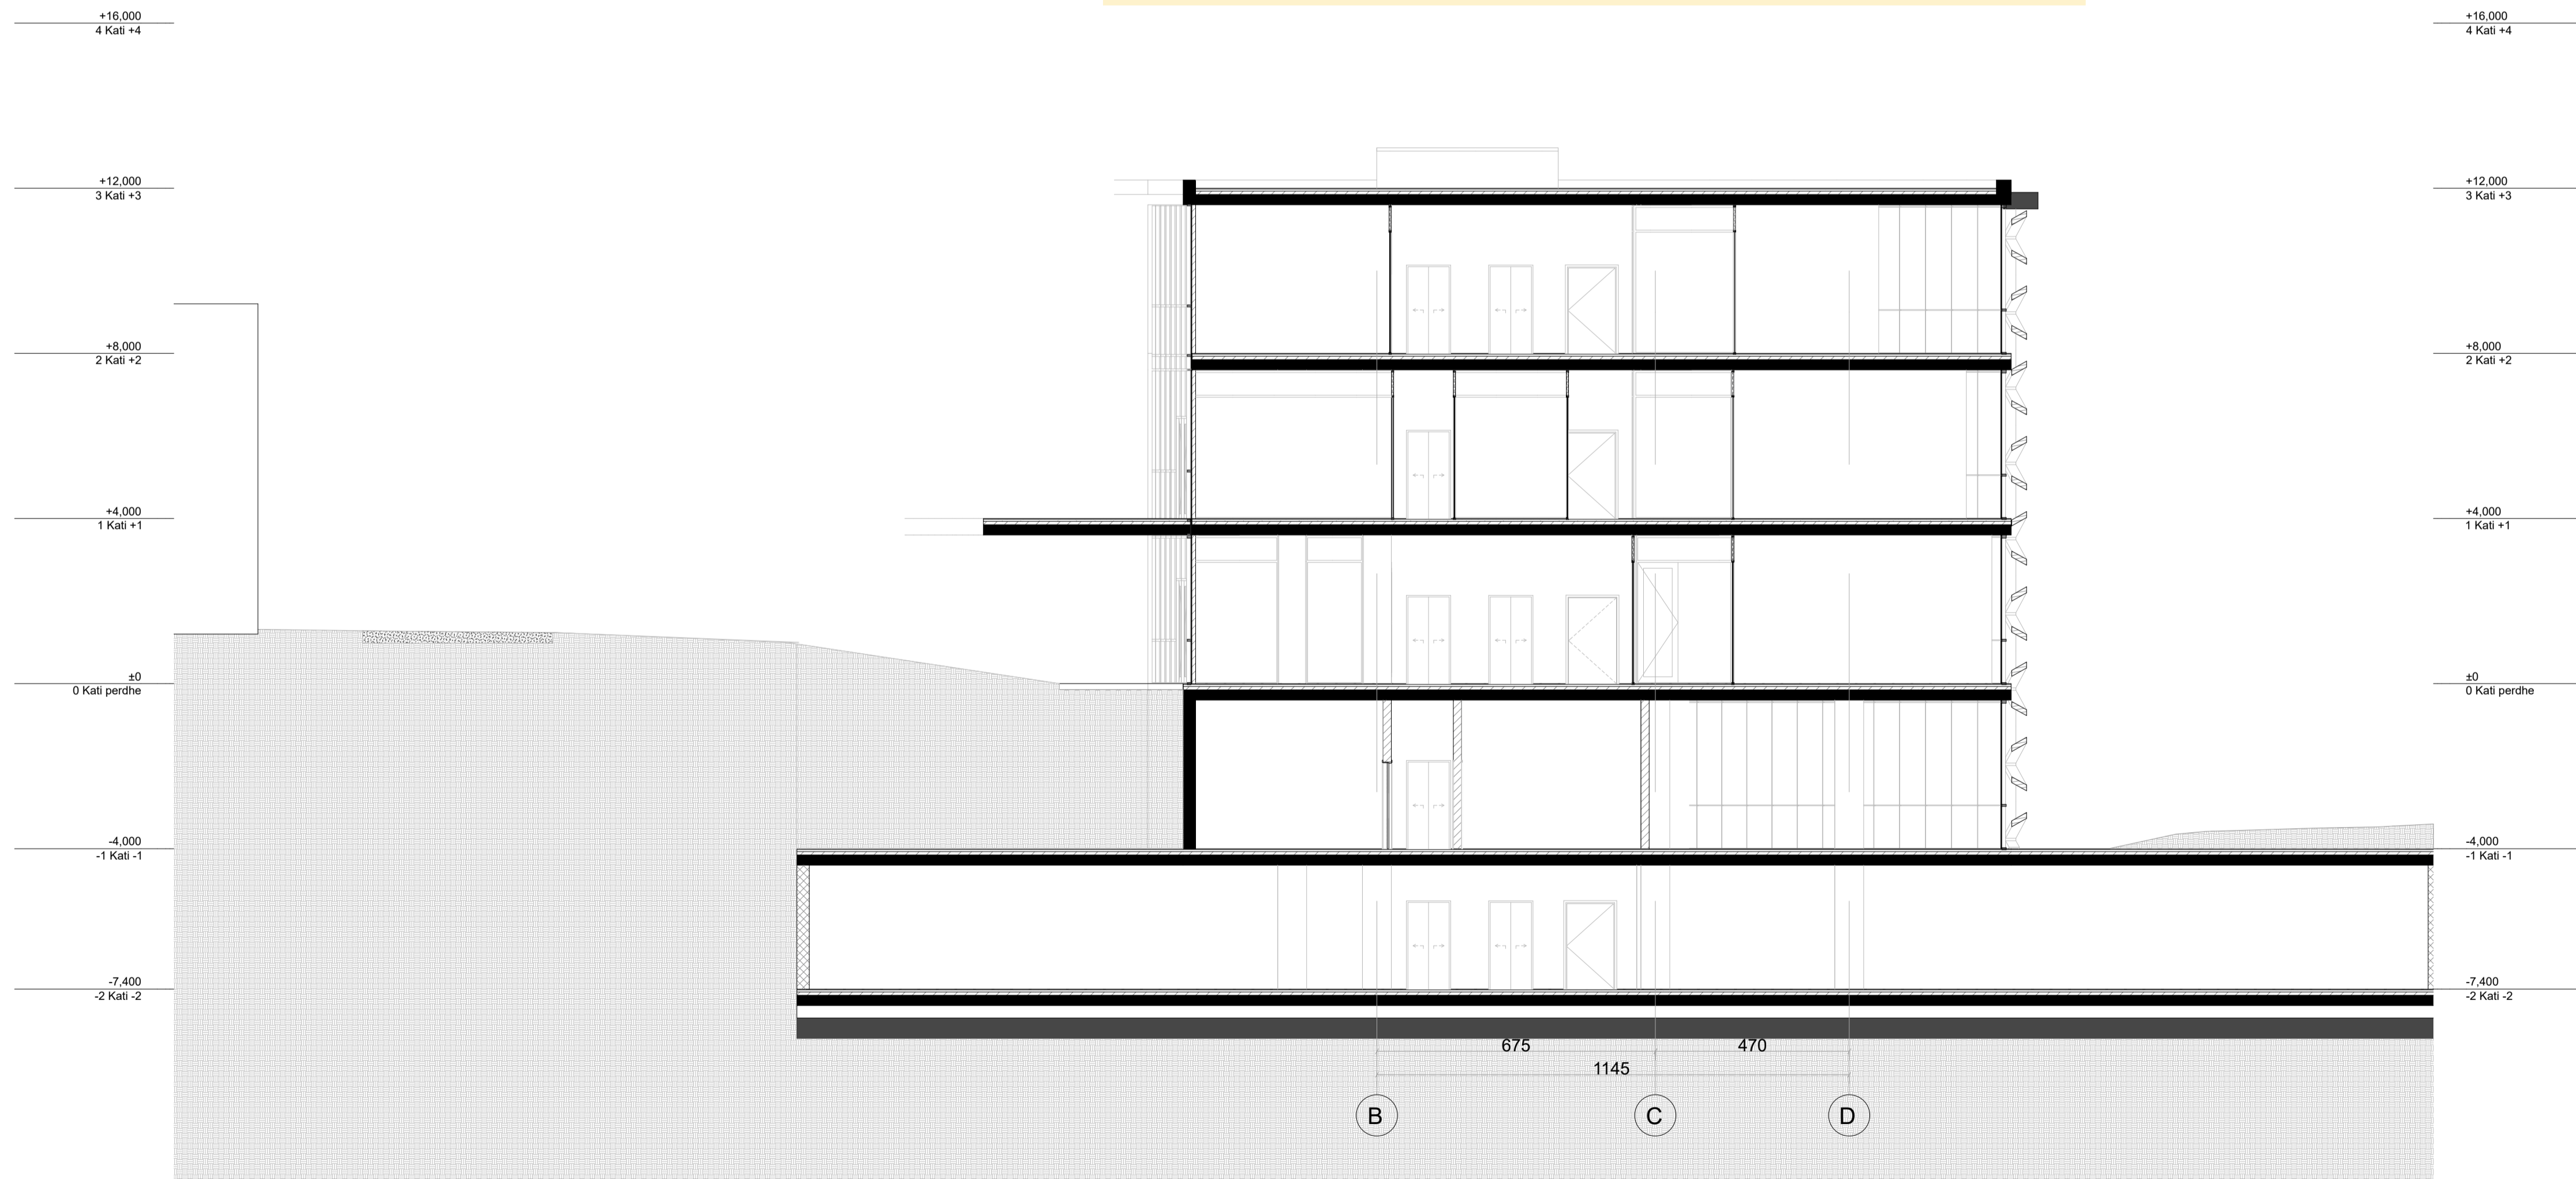 +16,000
4 Kati +4
+16,000
4 Kati +4
+12,000
3 Kati +3
+12,000
3 Kati +3
+8,000
2 Kati +2
+8,000
2 Kati +2
+4,000
1 Kati +1
+4,000
1 Kati +1
±0
0 Kati perdhe
±0
0 Kati perdhe
-4,000
-1 Kati -1
-4,000
-1 Kati -1
-7,400
-2 Kati -2
-7,400
-2 Kati -2
675
470
1145
B
C
D